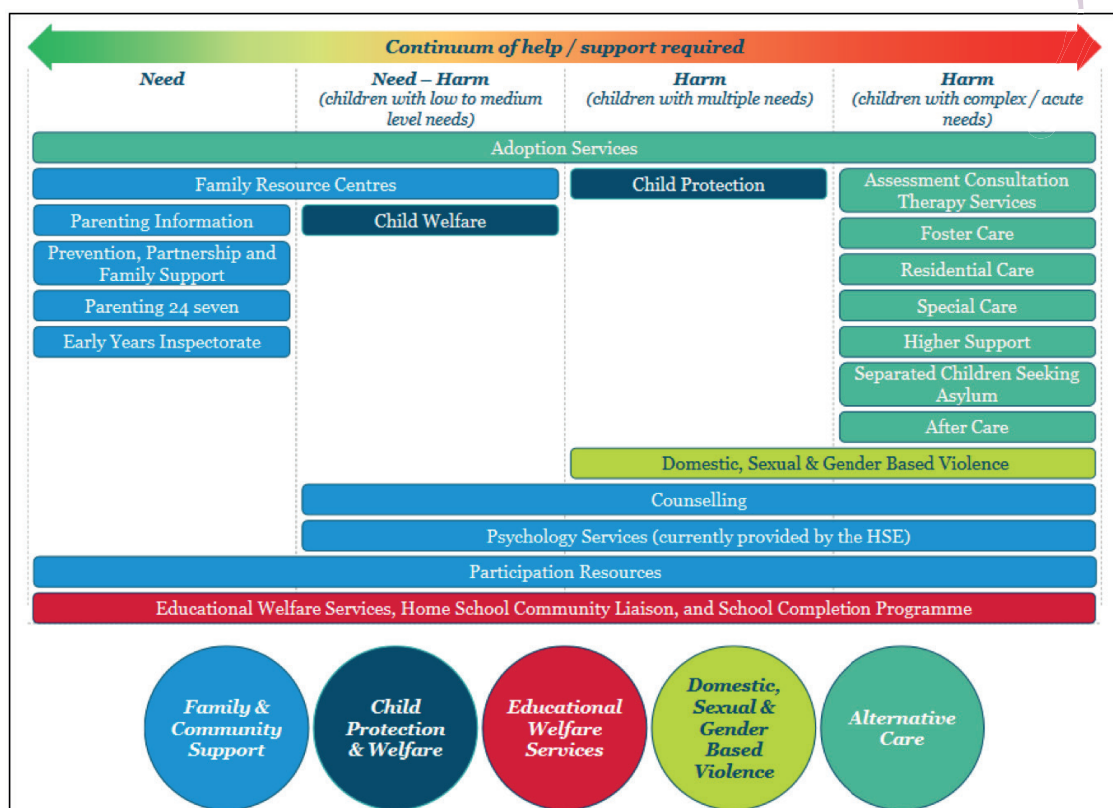 Continuum of help / support required
Need
Need – Harm
(children with low to medium
level needs)
Harm
(children with multiple needs)
Harm
(children with complex / acute
needs)
Adoption Services
Family Resource Centres
Child Protection
Assessment Consultation
Therapy Services
Parenting Information
Child Welfare
Foster Care
Prevention, Partnership and
Family Support
Residential Care
Parenting 24 seven
Special Care
Early Years Inspectorate
Higher Support
Separated Children Seeking
Asylum
After Care
Domestic, Sexual & Gender Based Violence
Counselling
Psychology Services (currently provided by the HSE)
Participation Resources
Educational Welfare Services, Home School Community Liaison, and School Completion Programme
Family &
Community
Support
Child
Protection
& Welfare
Educational
Welfare
Services
Domestic,
Sexual &
Gender
Based
Violence
Alternative
Care